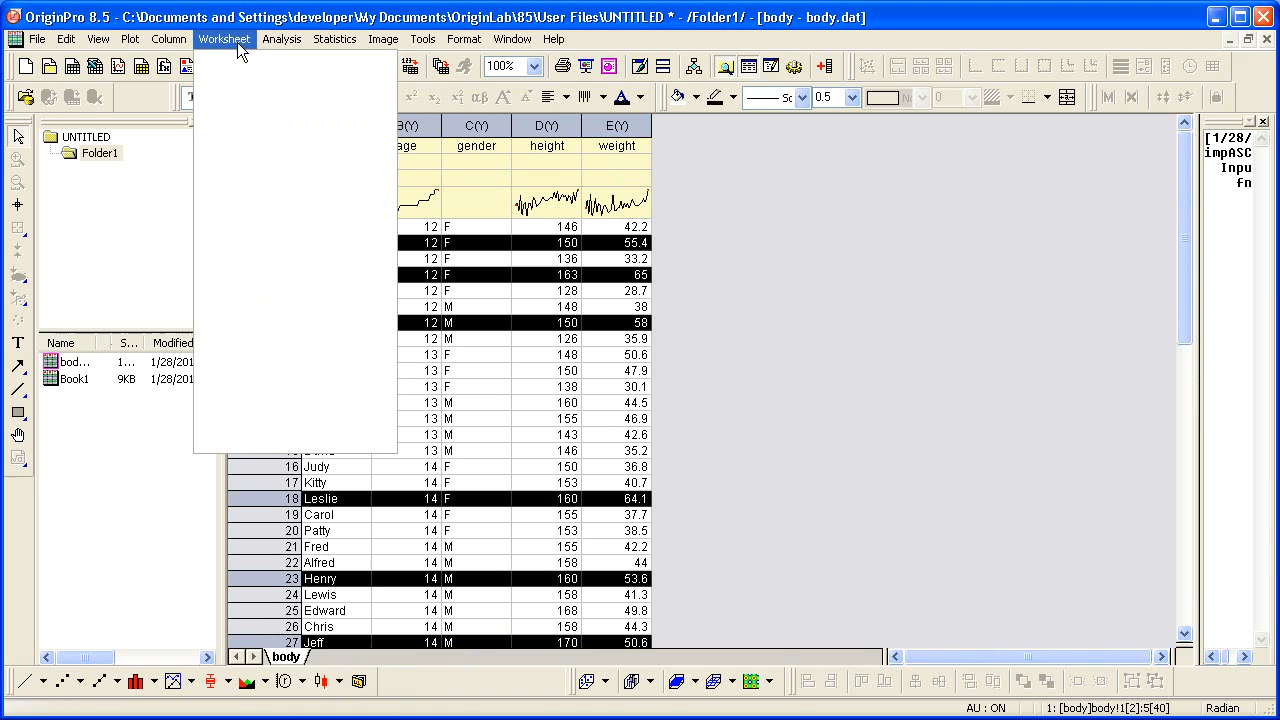 OriginPro 8.5 - C:\Documents and Settings\developer\My Documents\OriginLab\85\User Files\UNTITLED * - /Folder1/ - [body - body.dat]
File Edit View Plot Column Worksheet Analysis Statistics Image Tools Format Window Help
100%
0.5 0
UNTITLED
Folder1
Name S... Modified
bod... 1... 1/28/201
Book1 9KB 1/28/201
B(Y) C(Y) D(Y) E(Y)
age gender height weight
12 F 146 42.2
12 F 150 55.4
12 F 136 33.2
12 F 163 65
12 F 128 28.7
12 M 148 38
12 M 150 58
12 M 126 35.9
13 F 148 50.6
13 F 150 47.9
13 F 138 30.1
13 M 160 44.5
13 M 155 46.9
13 M 143 42.6
13 M 146 35.2
16 Judy 14 F 150 36.8
17 Kitty 14 F 153 40.7
18 Leslie 14 F 160 64.1
19 Carol 14 F 155 37.7
20 Patty 14 F 153 38.5
21 Fred 14 M 155 42.2
22 Alfred 14 M 158 44
23 Henry 14 M 160 53.6
24 Lewis 14 M 158 41.3
25 Edward 14 M 168 49.8
26 Chris 14 M 158 44.3
27 Jeff 14 M 170 50.6
body
[1/28/
impASC
Inpu
fn
AU : ON 1: [body]body!1[2]:5[40] Radian